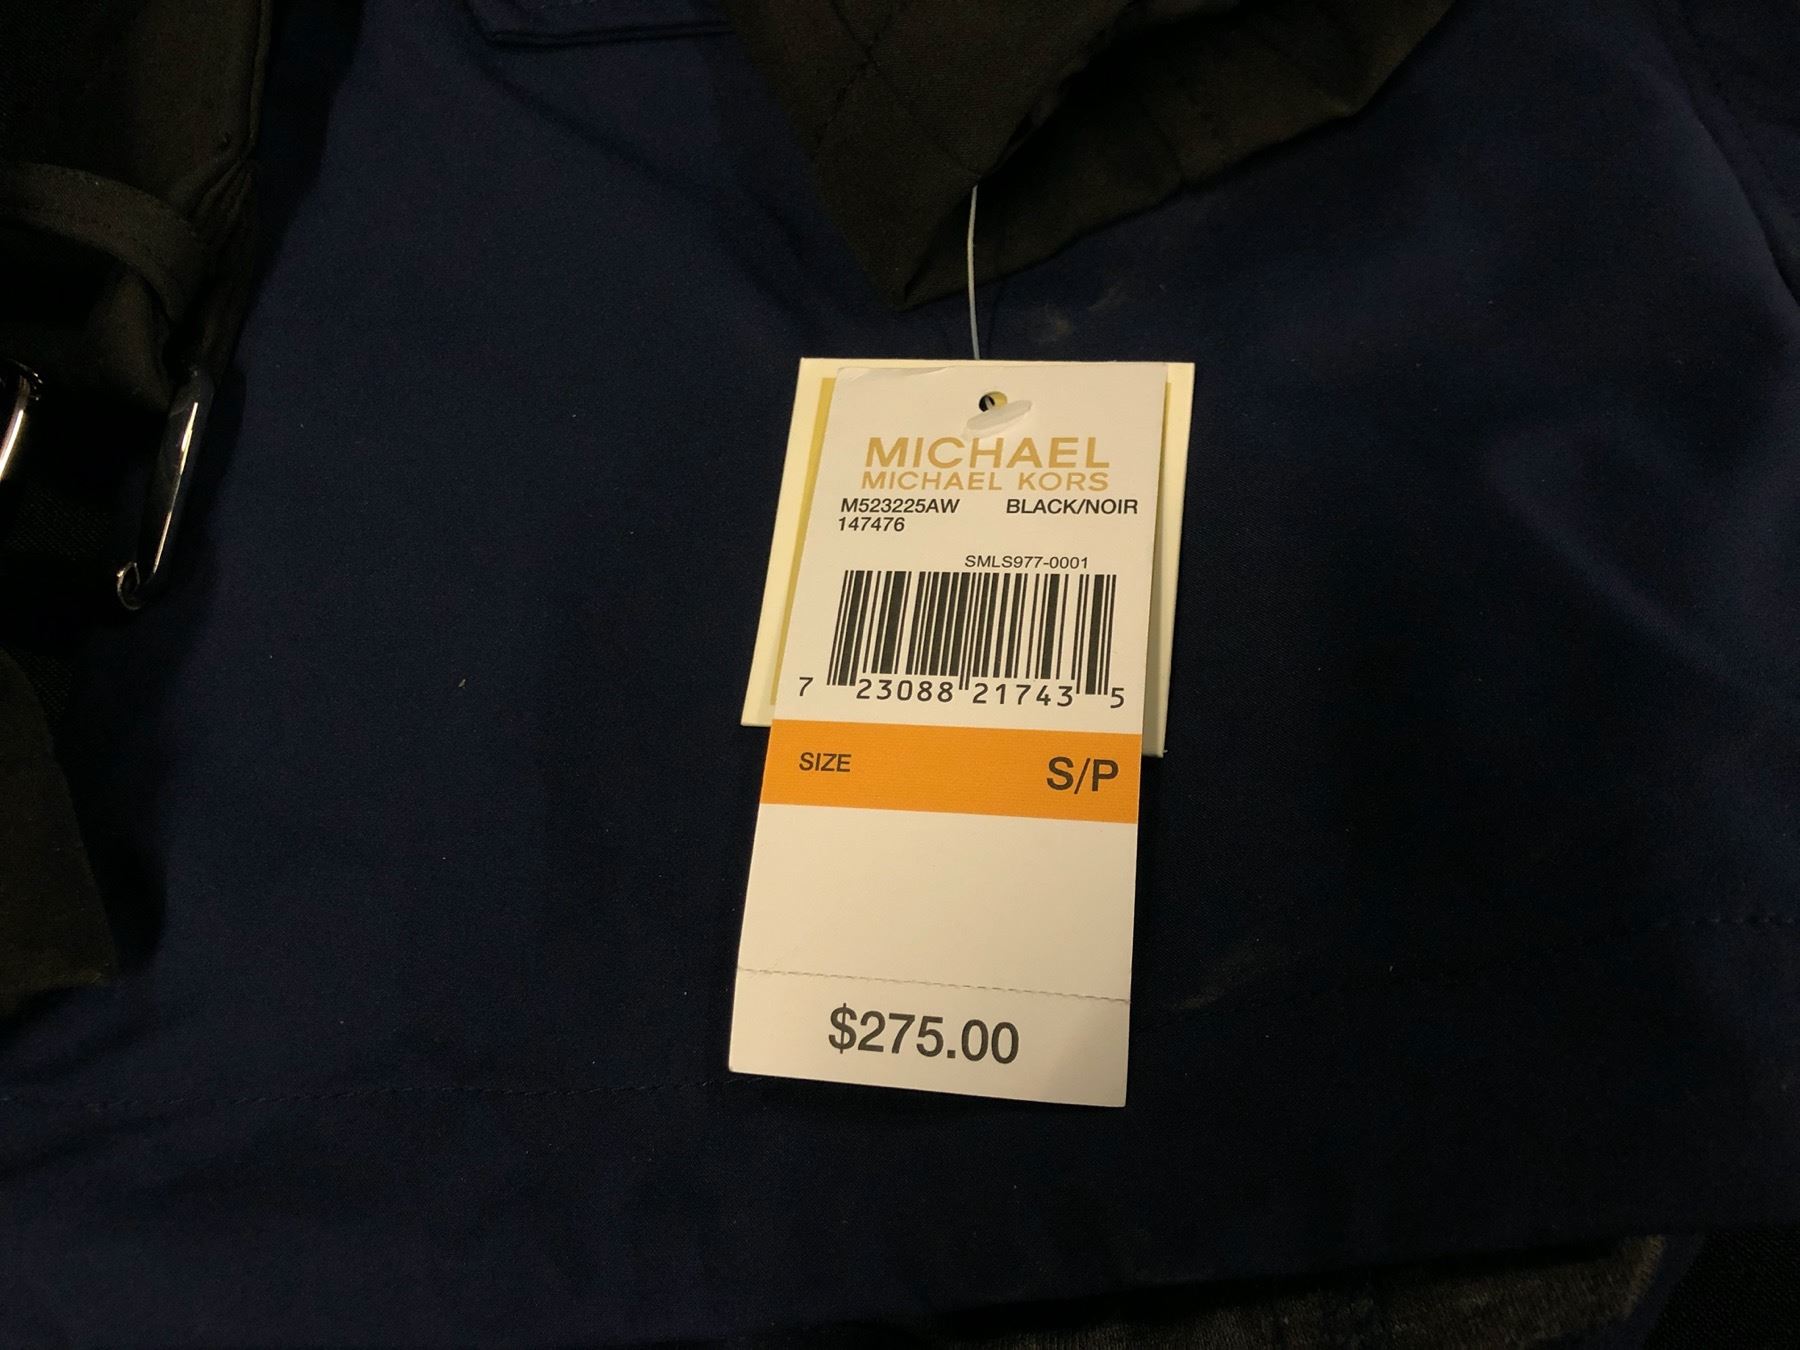 MICHAEL
MICHAEL KORS
M523225AW BLACK/NOIR
147476
SMLS977-0001
7 23088 21743 5
SIZE S/P
$275.00